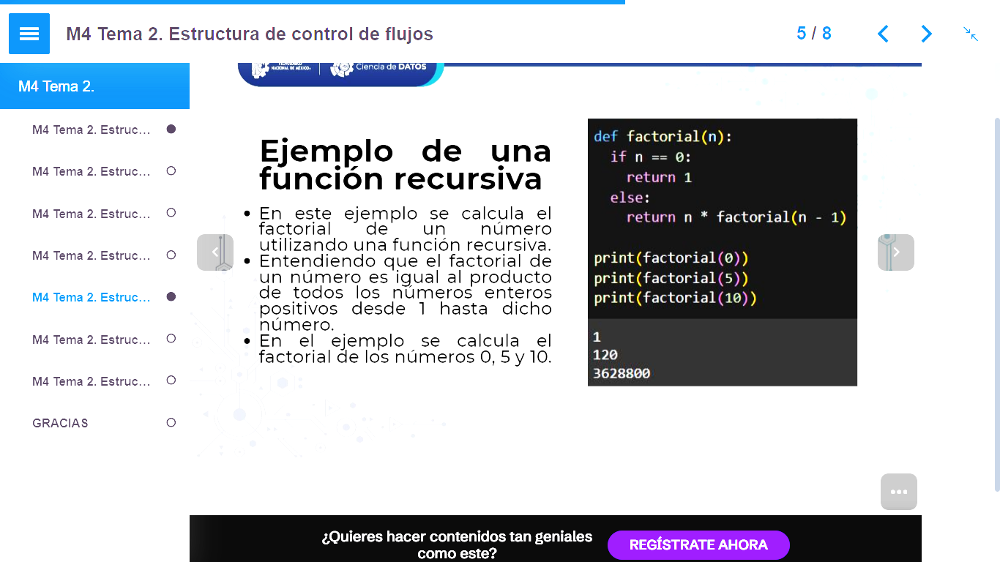 M4 Tema 2. Estructura de control de flujos
5 / 8
M4 Tema 2.
M4 Tema 2. Estruc...
M4 Tema 2. Estruc...
M4 Tema 2. Estruc...
M4 Tema 2. Estruc...
M4 Tema 2. Estruc...
M4 Tema 2. Estruc...
M4 Tema 2. Estruc...
GRACIAS
TECNOLÓGICO
NACIONAL DE MÉXICO
Ciencia de DATOS
Ejemplo de una
función recursiva
• En este ejemplo se calcula el
factorial de un número
utilizando una función recursiva.
• Entendiendo que el factorial de
un número es igual al producto
de todos los números enteros
positivos desde 1 hasta dicho
número.
• En el ejemplo se calcula el
factorial de los números 0, 5 y 10.
def factorial(n):
  if n == 0:
    return 1
  else:
    return n * factorial(n - 1)
print(factorial(0))
print(factorial(5))
print(factorial(10))
1
120
3628800
¿Quieres hacer contenidos tan geniales
como este?
REGÍSTRATE AHORA